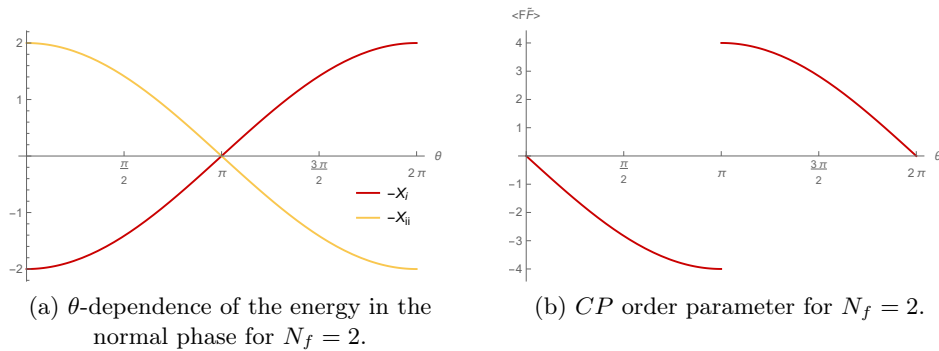 2
1
−1
−2
π/2
π
3π/2
2π
θ
−X_i
−X_ii
<FF̃>
4
3
2
1
−1
−2
−3
−4
π/2
π
3π/2
2π
θ
(a) θ-dependence of the energy in the
normal phase for N_f = 2.
(b) CP order parameter for N_f = 2.